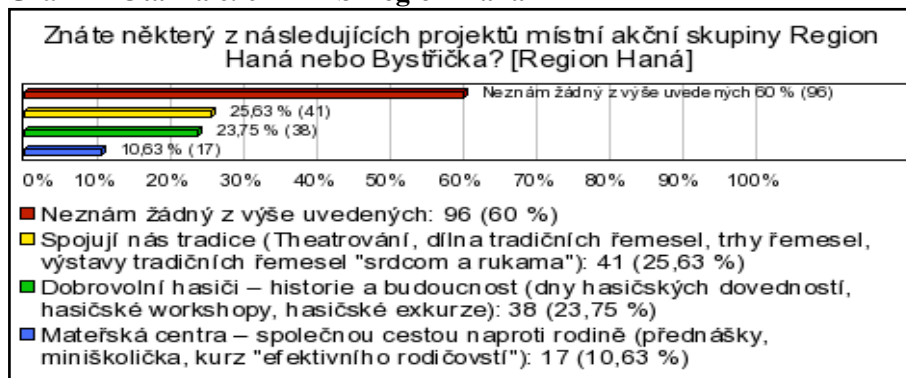 Znáte některý z následujících projektů místní akční skupiny Region
Haná nebo Bystřička? [Region Haná]
Neznám žádný z výše uvedených 60 % (96)
25,63 % (41)
23,75 % (38)
10,63 % (17)
0% 10% 20% 30% 40% 50% 60% 70% 80% 90% 100%
Neznám žádný z výše uvedených: 96 (60 %)
Spojují nás tradice (Theatrování, dílna tradičních řemesel, trhy řemesel,
výstavy tradičních řemesel "srdcom a rukama"): 41 (25,63 %)
Dobrovolní hasiči – historie a budoucnost (dny hasičských dovedností,
hasičské workshopy, hasičské exkurze): 38 (23,75 %)
Mateřská centra – společnou cestou naproti rodině (přednášky,
miniškolička, kurz "efektivního rodičovstí"): 17 (10,63 %)